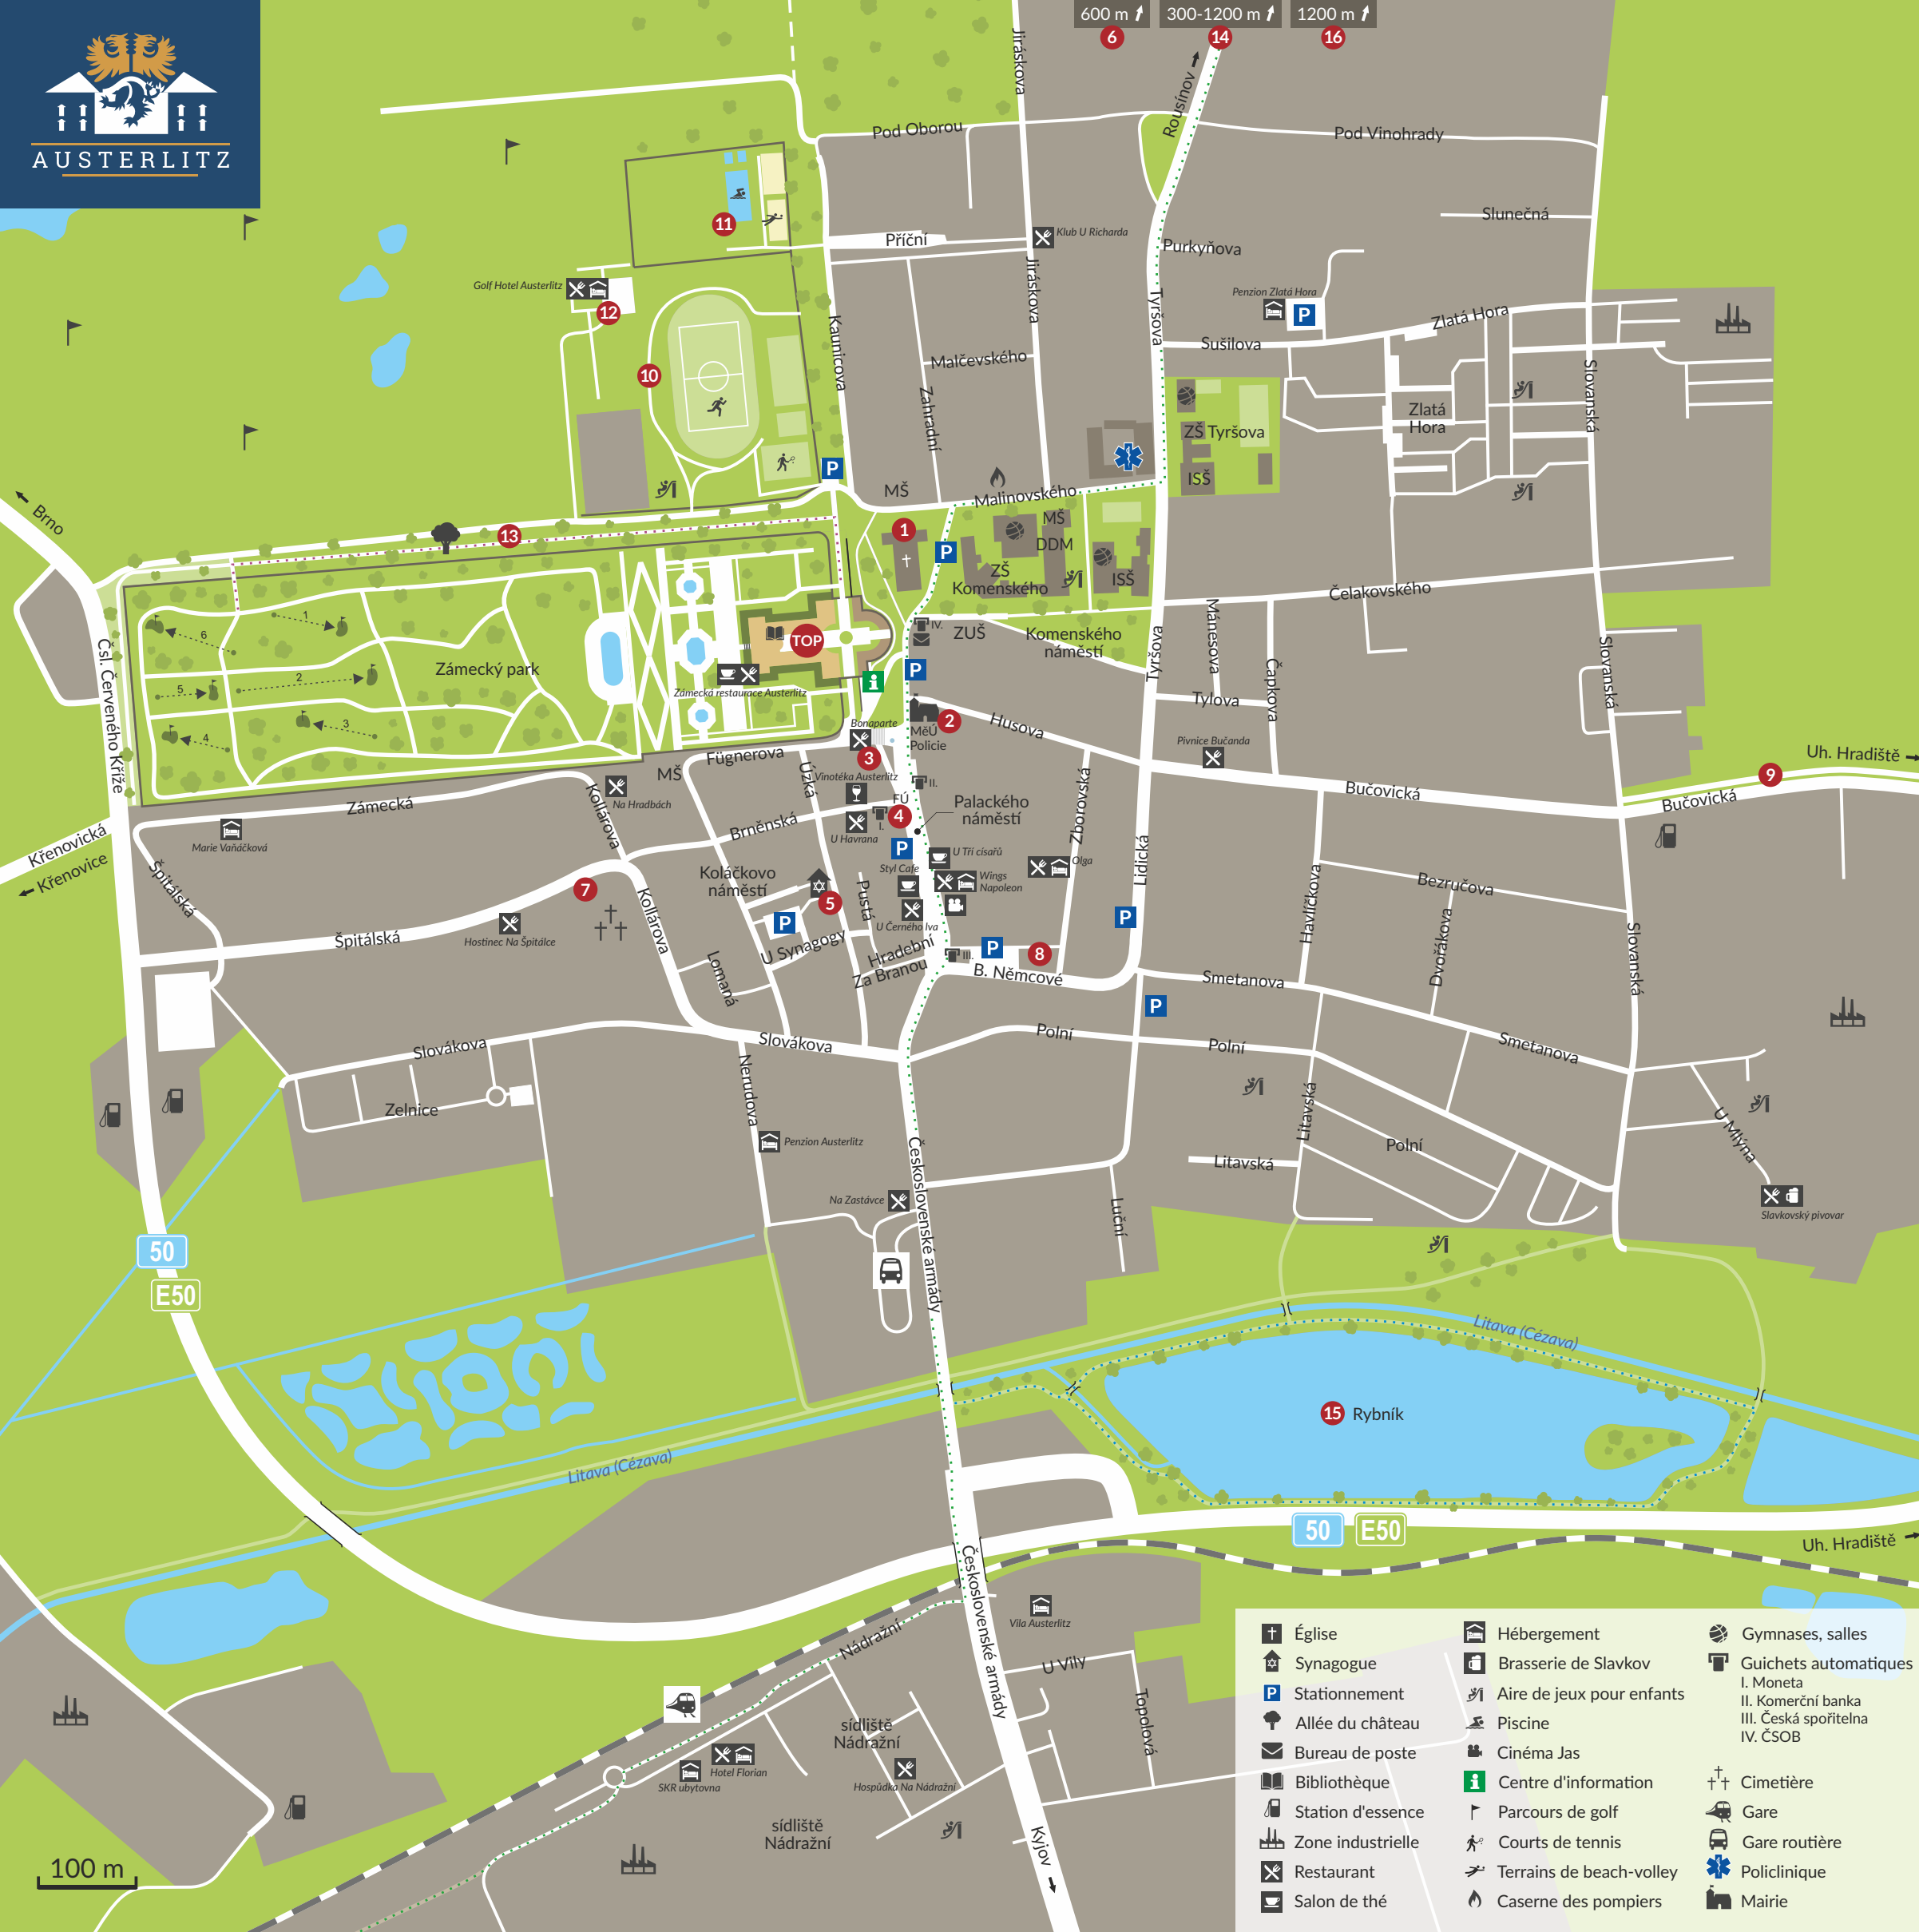 600 m
300-1200 m
1200 m
6
14
16
AUSTERLITZ
Jiráskova
Rousínov
Pod Oborou
Pod Vinohrady
Slunečná
11
Příční
Klub U Richarda
Purkyňova
Golf Hotel Austerlitz
12
Jiráskova
Tyršova
Penzion Zlatá Hora
P
Zlatá Hora
Kaunicova
Sušilova
Malčevského
10
Slovanská
Zahradní
Zlatá
Hora
ZŠ Tyršova
P
ISŠ
MŠ
Malinovského
Brno
13
1
MŠ
DDM
P
ZŠ
Komenského
ISŠ
Čelakovského
1
6
2
5
3
4
Zámecký park
TOP
IV.
ZUŠ
Komenského
náměstí
Tyršova
Mánesova
Čapkova
Slovanská
Čsl. Červeného Kříže
P
Zámecká restaurace Austerlitz
Tylova
Bonaparte
MěÚ
Policie
2
Husova
Pivnice Bučanda
Uh. Hradiště
3
Fügnerova
MŠ
Úzká
Vinotéka Austerlitz
II.
9
Bučovická
Bučovická
Na Hradbách
Zámecká
Kollárova
FÚ
4
I.
Palackého
náměstí
Zborovská
Brněnská
U Havrana
Marie Vaňáčková
Křenovická
Křenovice
P
U Tří císařů
Olga
Lidická
Špitálská
Koláčkovo
náměstí
Styl Cafe
Wings
Napoleon
Bezručova
7
5
Pustá
Kollárova
P
U Černého lva
P
Havlíčkova
Dvořákova
Slovanská
Špitálská
Hostinec Na Špitálce
U Synagogy
Hradební
Za Branou
III.
P
8
Lomaná
B. Němcové
Smetanova
P
Polní
Polní
Smetanova
Slovákova
Slovákova
Nerudova
Zelnice
Litavská
U Mlýna
Penzion Austerlitz
Polní
Litavská
Československé armády
Na Zastávce
Luční
Slavkovský pivovar
50
E50
Litava (Cézava)
15
Rybník
Litava (Cézava)
50
E50
Uh. Hradiště
Československé armády
Vila Austerlitz
Nádražní
U Vily
Topolová
sídliště
Nádražní
Hotel Florian
SKR ubytovna
Hospůdka Na Nádražní
sídliště
Nádražní
Kyjov
100 m
Église
Synagogue
P
Stationnement
Allée du château
Bureau de poste
Bibliothèque
Station d'essence
Zone industrielle
Restaurant
Salon de thé
Hébergement
Brasserie de Slavkov
Aire de jeux pour enfants
Piscine
Cinéma Jas
Centre d'information
Parcours de golf
Courts de tennis
Terrains de beach-volley
Caserne des pompiers
Gymnases, salles
Guichets automatiques
I. Moneta
II. Komerční banka
III. Česká spořitelna
IV. ČSOB
Cimetière
Gare
Gare routière
Policlinique
Mairie